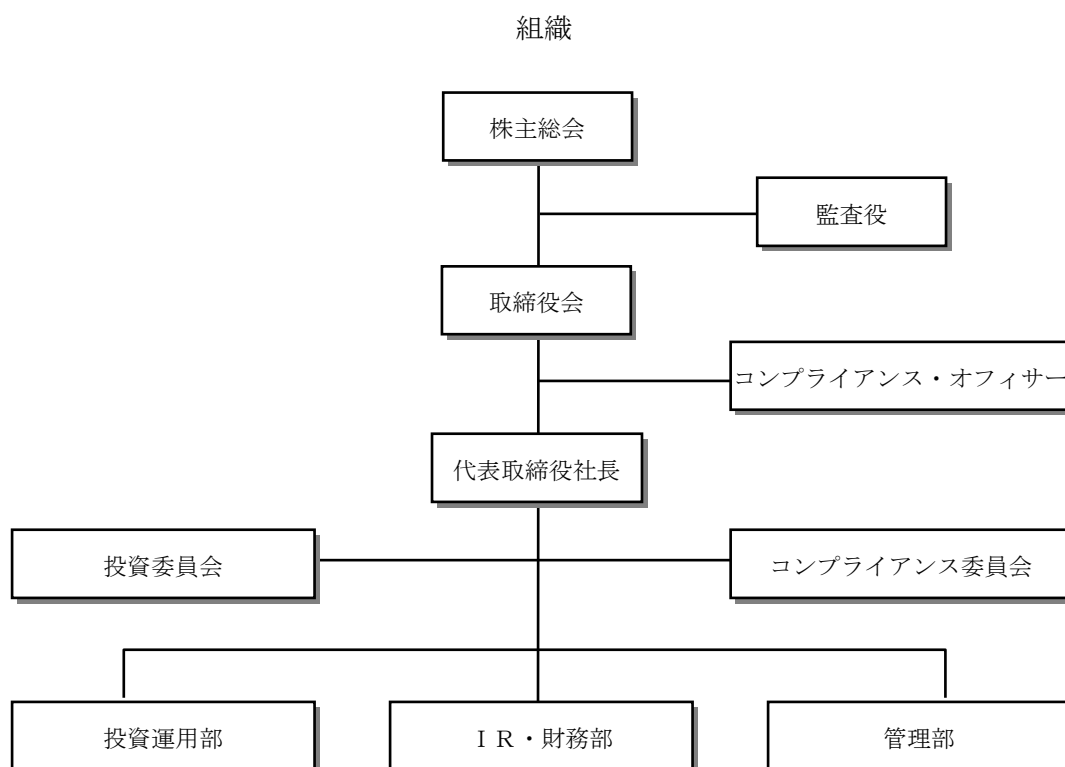 組織
株主総会
監査役
取締役会
コンプライアンス・オフィサー
代表取締役社長
投資委員会
コンプライアンス委員会
投資運用部
ＩＲ・財務部
管理部